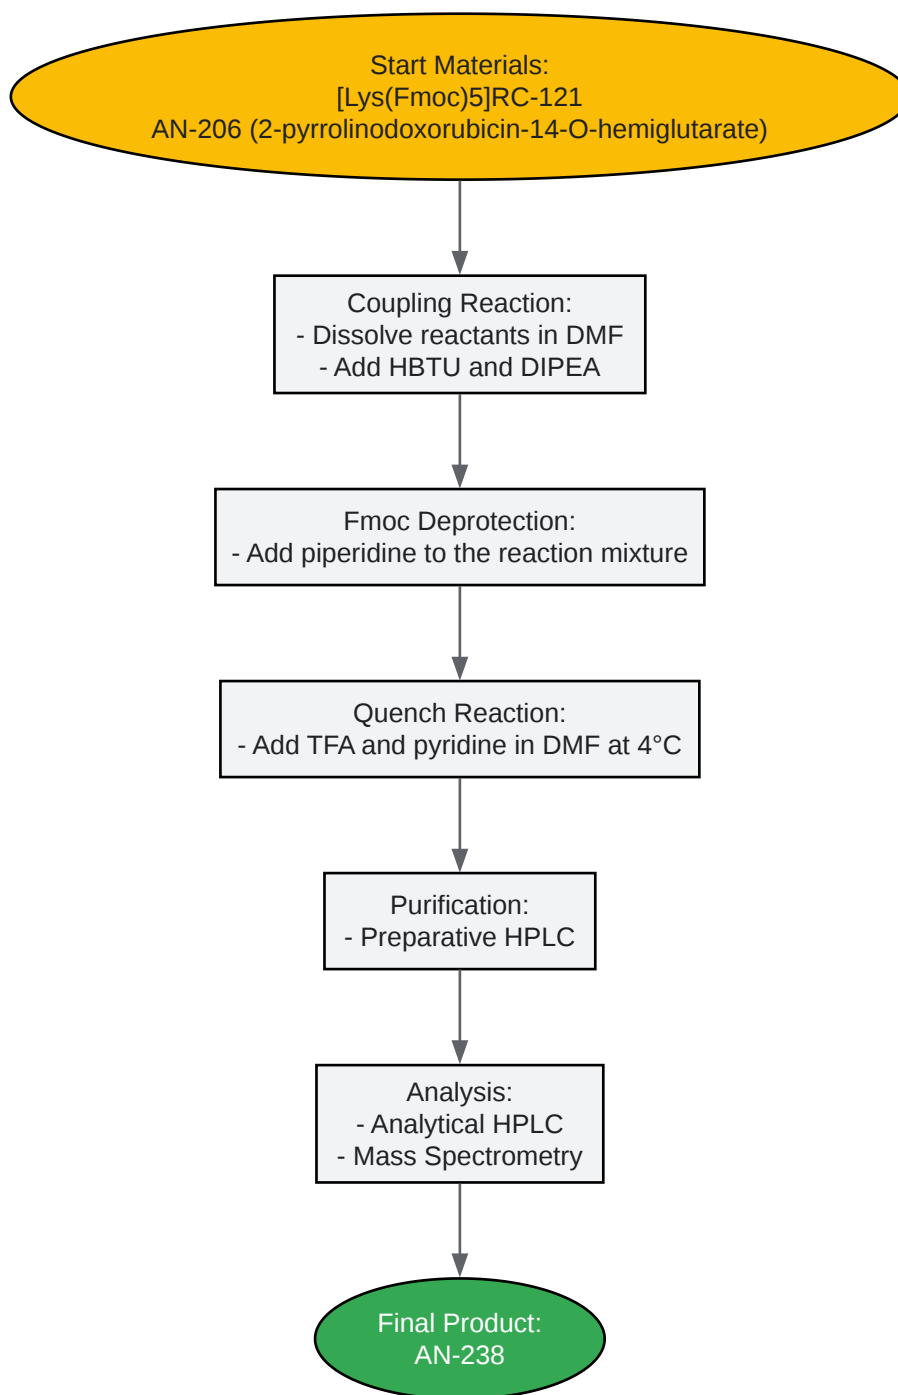 Start Materials:
[Lys(Fmoc)5]RC-121
AN-206 (2-pyrrolinodoxorubicin-14-O-hemiglutarate)
Coupling Reaction:
- Dissolve reactants in DMF
- Add HBTU and DIPEA
Fmoc Deprotection:
- Add piperidine to the reaction mixture
Quench Reaction:
- Add TFA and pyridine in DMF at 4°C
Purification:
- Preparative HPLC
Analysis:
- Analytical HPLC
- Mass Spectrometry
Final Product:
AN-238